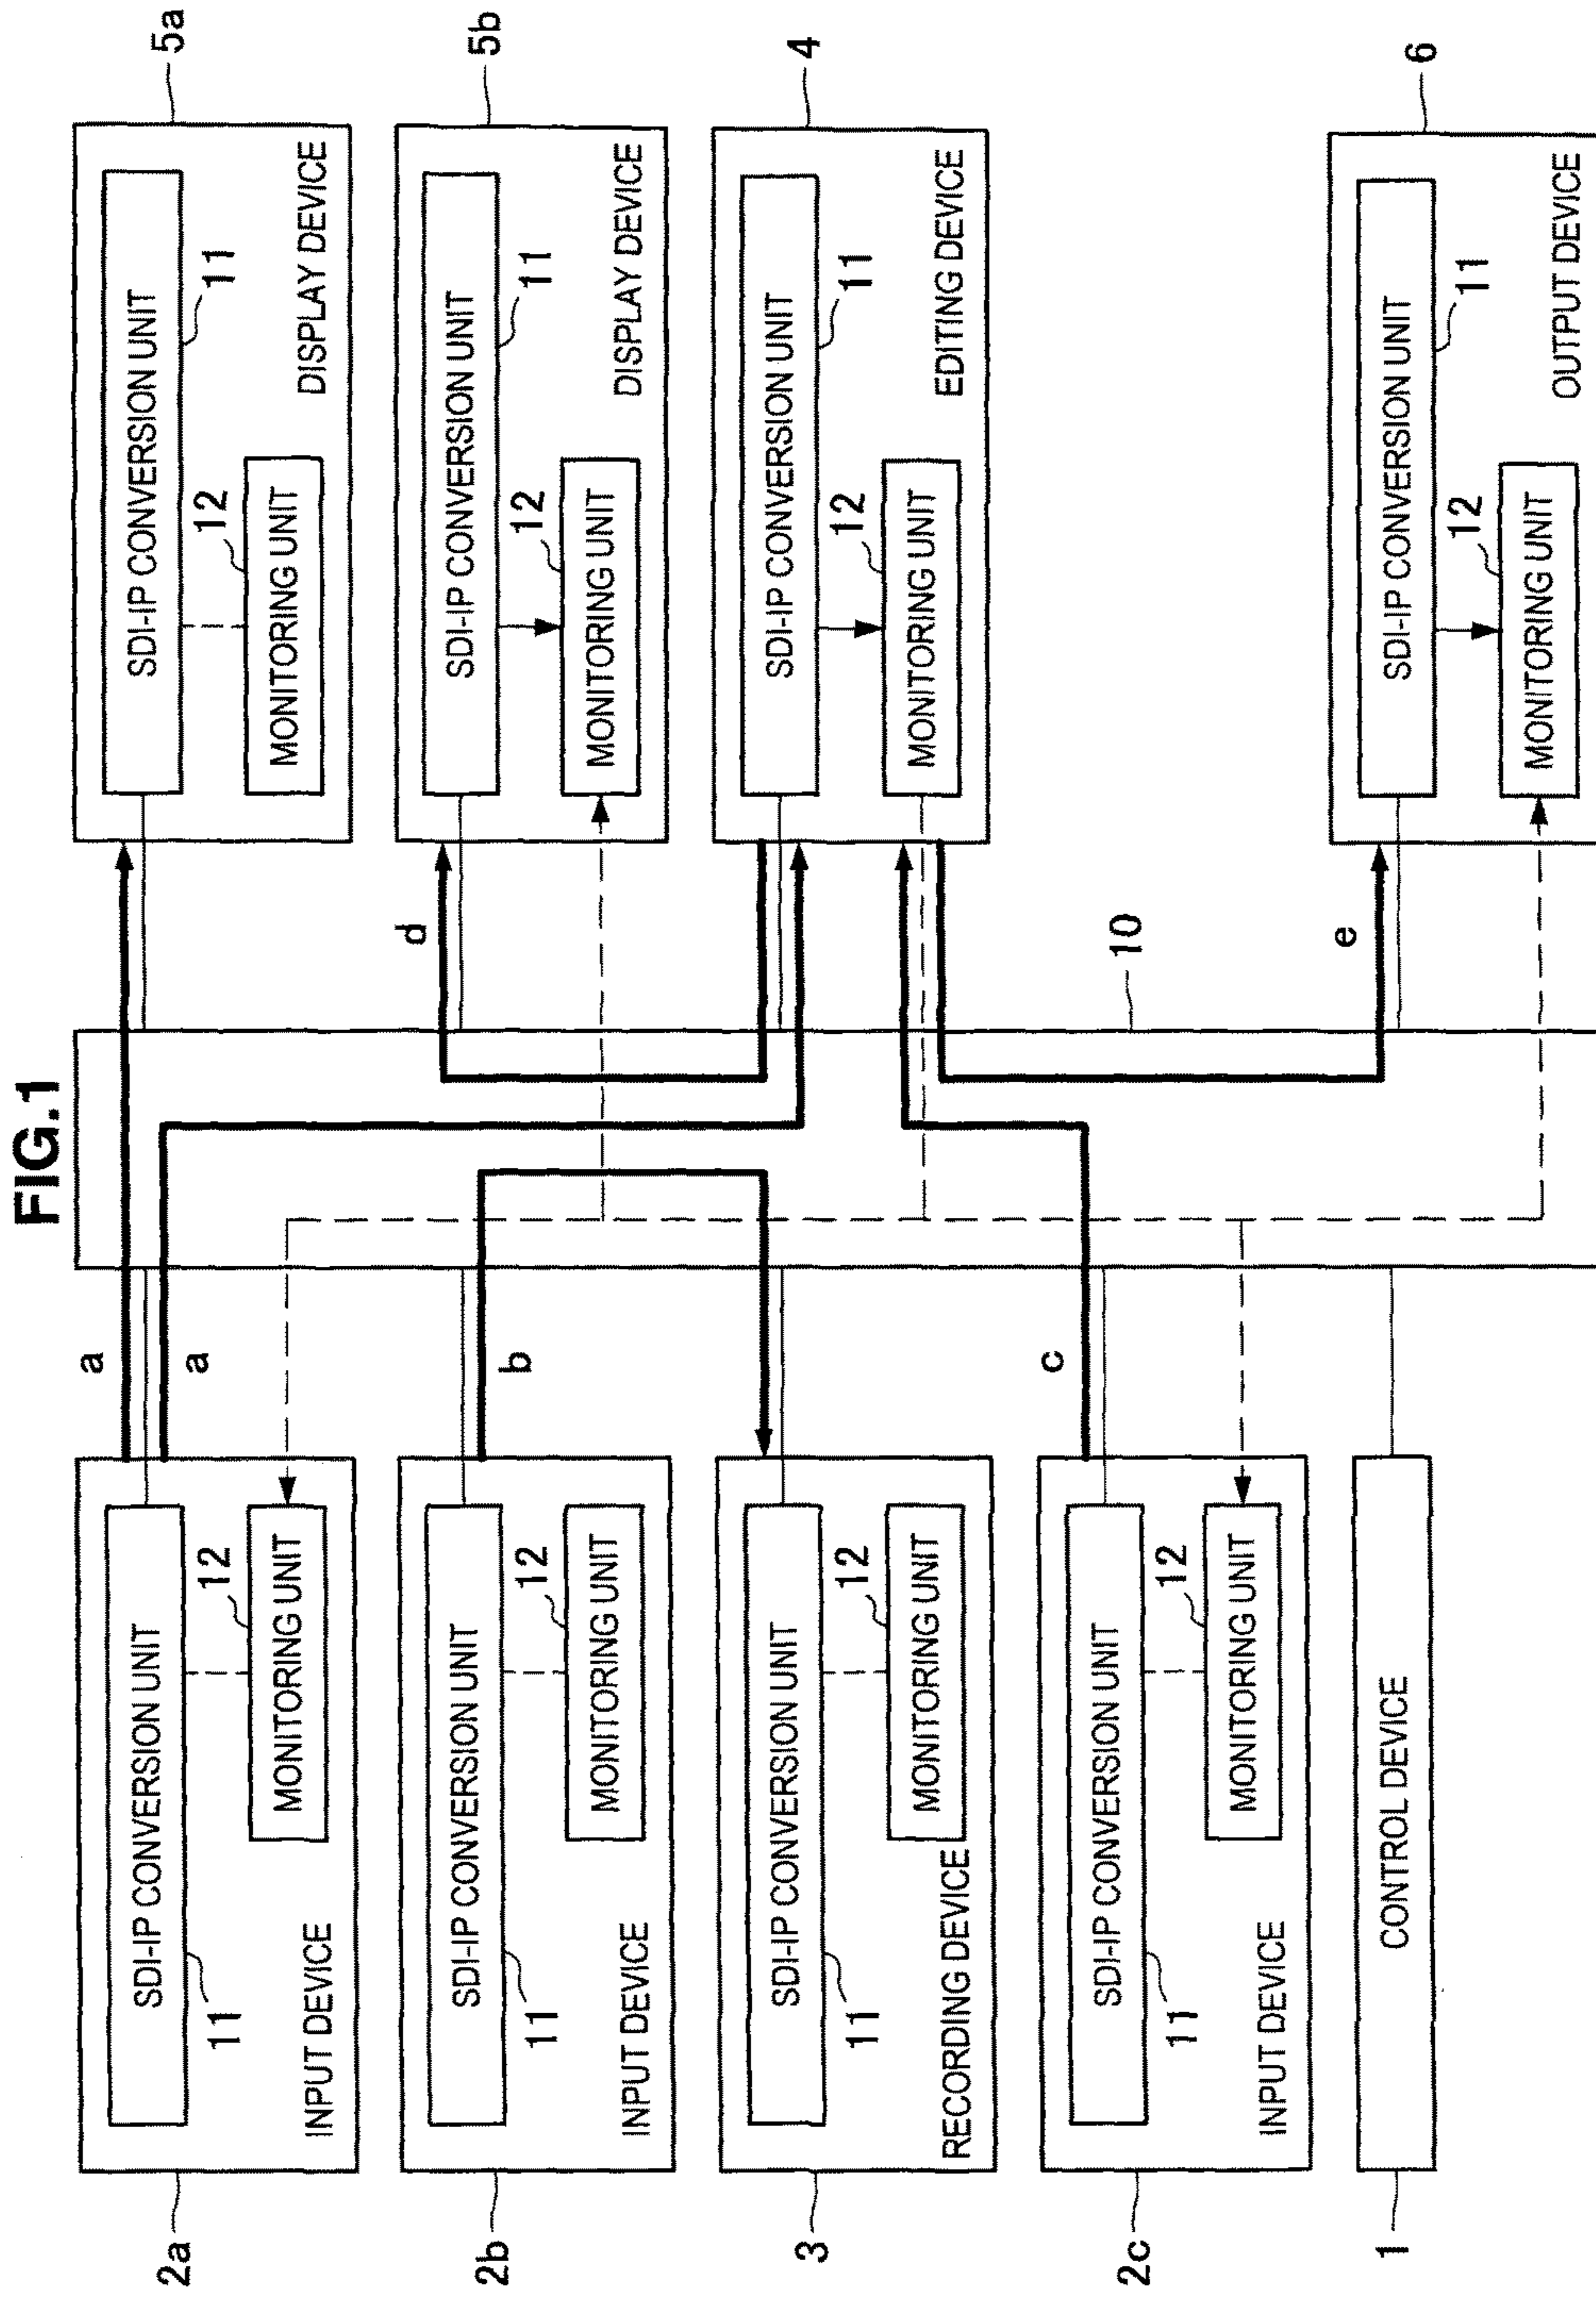 FIG.1
2a
INPUT DEVICE
SDI-IP CONVERSION UNIT
11
MONITORING UNIT
12
a
a
5a
SDI-IP CONVERSION UNIT
11
MONITORING UNIT
12
DISPLAY DEVICE
2b
INPUT DEVICE
SDI-IP CONVERSION UNIT
11
MONITORING UNIT
12
b
d
5b
SDI-IP CONVERSION UNIT
11
MONITORING UNIT
12
DISPLAY DEVICE
3
RECORDING DEVICE
SDI-IP CONVERSION UNIT
11
MONITORING UNIT
12
4
SDI-IP CONVERSION UNIT
11
MONITORING UNIT
12
EDITING DEVICE
2c
INPUT DEVICE
SDI-IP CONVERSION UNIT
11
MONITORING UNIT
12
c
10
1
CONTROL DEVICE
e
6
SDI-IP CONVERSION UNIT
11
MONITORING UNIT
12
OUTPUT DEVICE